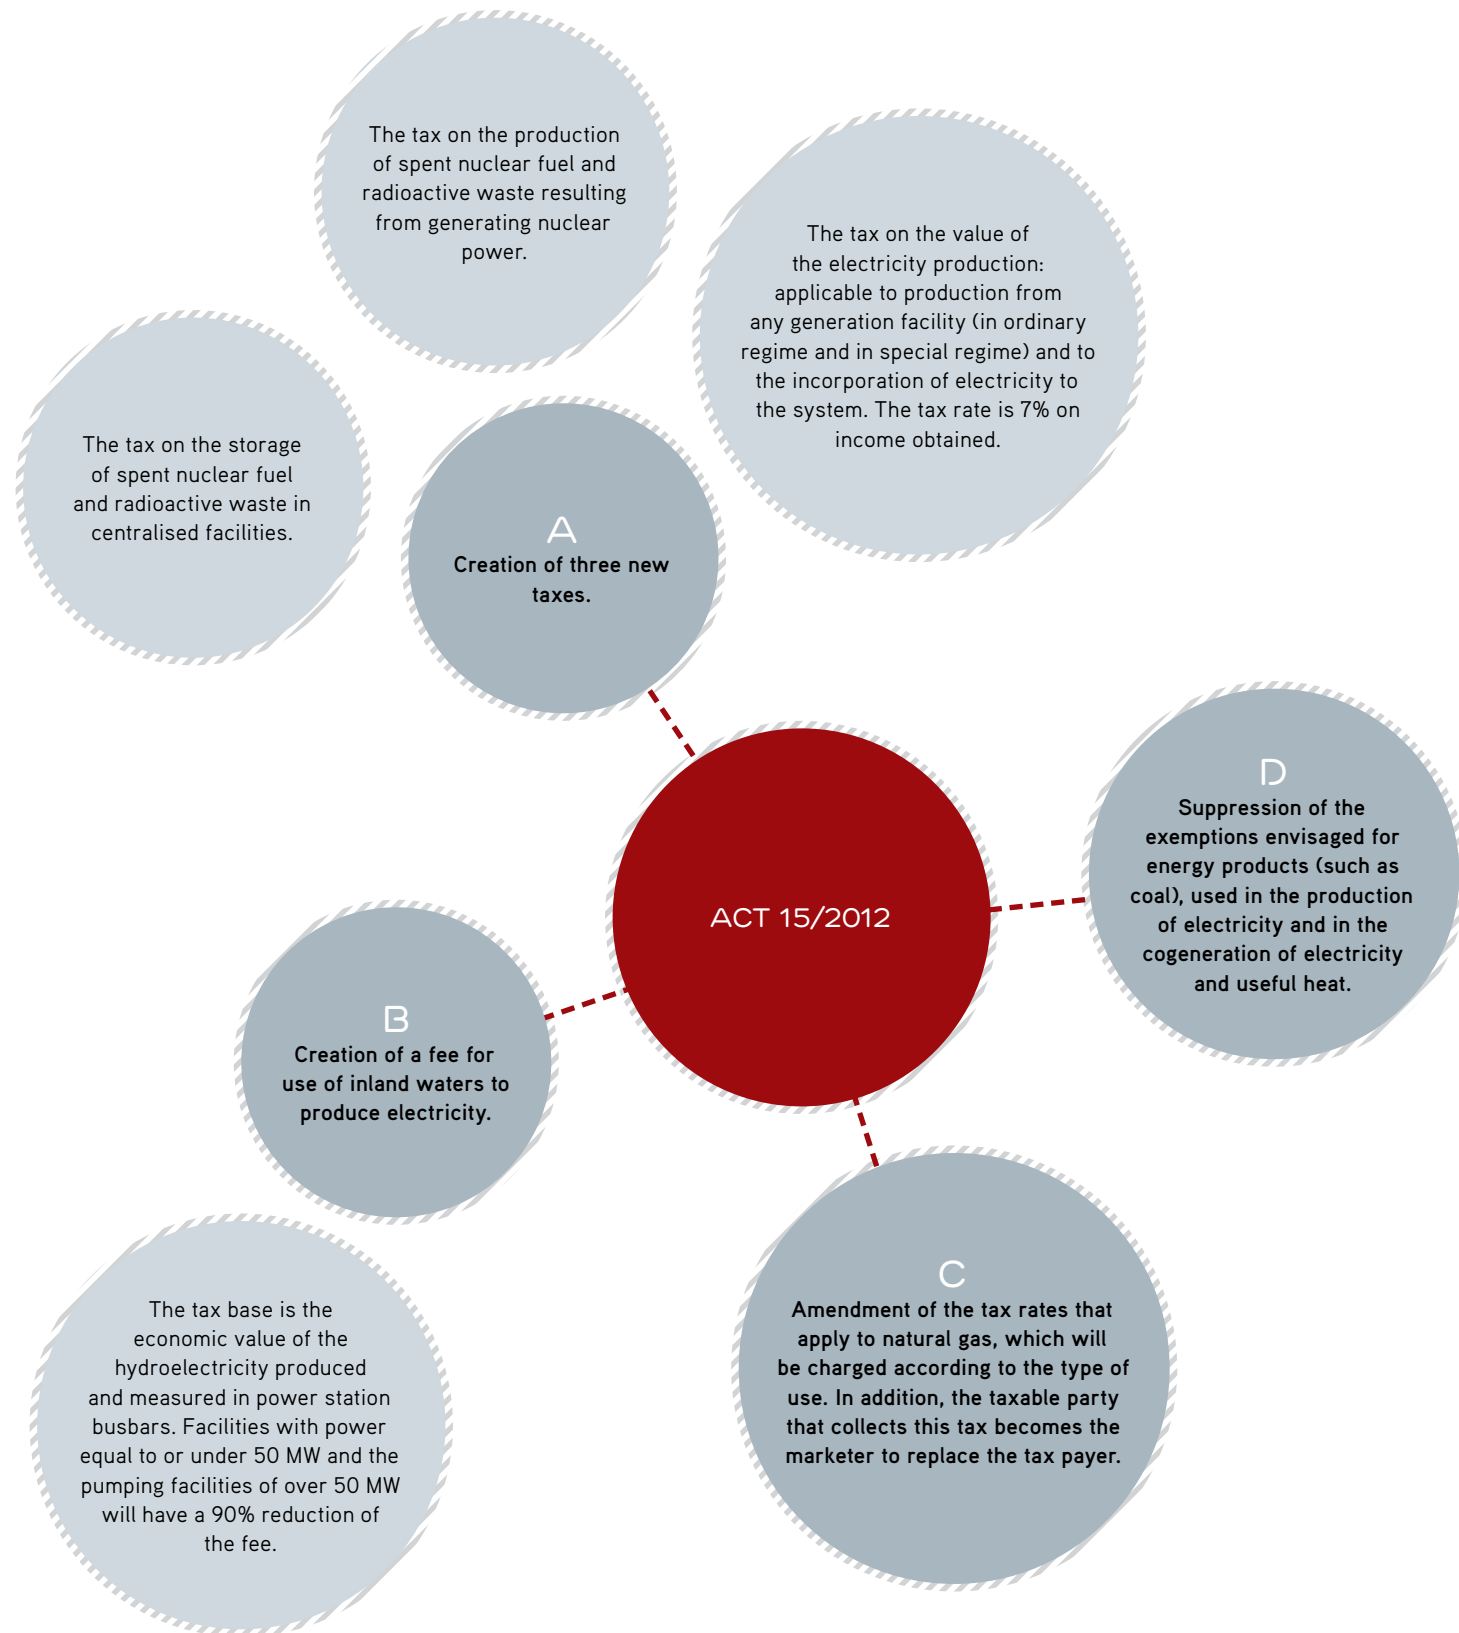 The tax on the production
of spent nuclear fuel and
radioactive waste resulting
from generating nuclear
power.
The tax on the value of
the electricity production:
applicable to production from
any generation facility (in ordinary
regime and in special regime) and to
the incorporation of electricity to
the system. The tax rate is 7% on
income obtained.
The tax on the storage
of spent nuclear fuel
and radioactive waste in
centralised facilities.
A
Creation of three new
taxes.
D
Suppression of the
exemptions envisaged for
energy products (such as
coal), used in the production
of electricity and in the
cogeneration of electricity
and useful heat.
ACT 15/2012
B
Creation of a fee for
use of inland waters to
produce electricity.
C
Amendment of the tax rates that
apply to natural gas, which will
be charged according to the type of
use. In addition, the taxable party
that collects this tax becomes the
marketer to replace the tax payer.
The tax base is the
economic value of the
hydroelectricity produced
and measured in power station
busbars. Facilities with power
equal to or under 50 MW and the
pumping facilities of over 50 MW
will have a 90% reduction of
the fee.